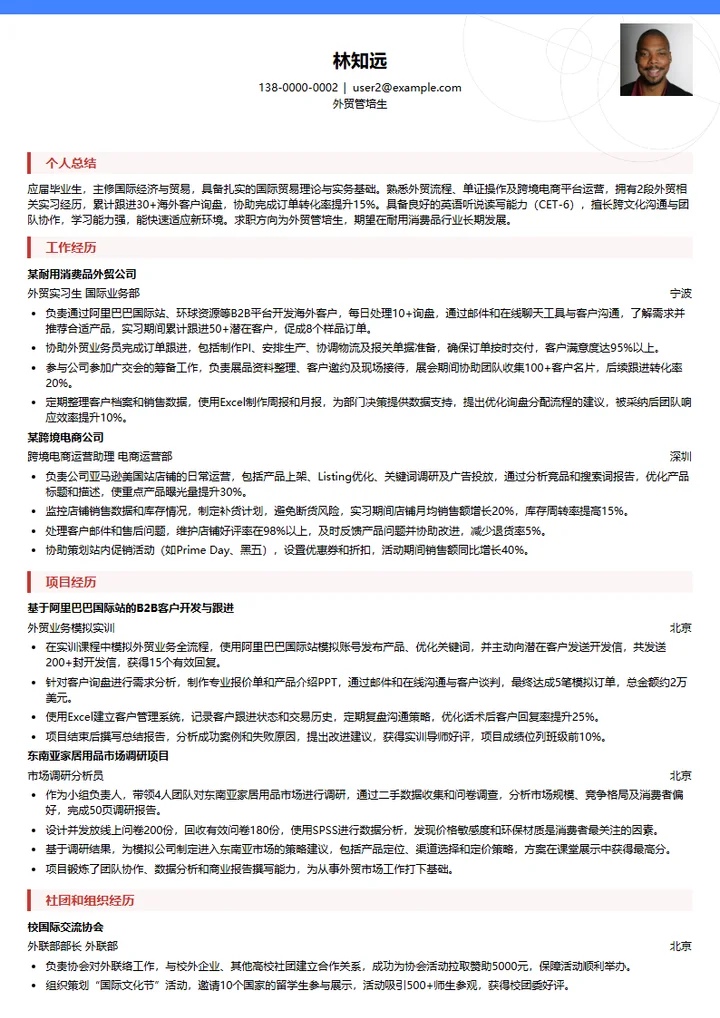 林知远
138-0000-0002 | user2@example.com
外贸管培生
个人总结
应届毕业生，主修国际经济与贸易，具备扎实的国际贸易理论与实务基础。熟悉外贸流程、单证操作及跨境电商平台运营，拥有2段外贸相
关实习经历，累计跟进30+海外客户询盘，协助完成订单转化率提升15%。具备良好的英语听说读写能力（CET-6），擅长跨文化沟通与团
队协作，学习能力强，能快速适应新环境。求职方向为外贸管培生，期望在耐用消费品行业长期发展。
工作经历
某耐用消费品外贸公司
外贸实习生 国际业务部 宁波
• 负责通过阿里巴巴国际站、环球资源等B2B平台开发海外客户，每日处理10+询盘，通过邮件和在线聊天工具与客户沟通，了解需求并
推荐合适产品，实习期间累计跟进50+潜在客户，促成8个样品订单。
• 协助外贸业务员完成订单跟进，包括制作PI、安排生产、协调物流及报关单据准备，确保订单按时交付，客户满意度达95%以上。
• 参与公司参加广交会的筹备工作，负责展品资料整理、客户邀约及现场接待，展会期间协助团队收集100+客户名片，后续跟进转化率
20%。
• 定期整理客户档案和销售数据，使用Excel制作周报和月报，为部门决策提供数据支持，提出优化询盘分配流程的建议，被采纳后团队响
应效率提升10%。
某跨境电商公司
跨境电商运营助理 电商运营部 深圳
• 负责公司亚马逊美国站店铺的日常运营，包括产品上架、Listing优化、关键词调研及广告投放，通过分析竞品和搜索词报告，优化产品
标题和描述，使重点产品曝光量提升30%。
• 监控店铺销售数据和库存情况，制定补货计划，避免断货风险，实习期间店铺月均销售额增长20%，库存周转率提高15%。
• 处理客户邮件和售后问题，维护店铺好评率在98%以上，及时反馈产品问题并协助改进，减少退货率5%。
• 协助策划站内促销活动（如Prime Day、黑五），设置优惠券和折扣，活动期间销售额同比增长40%。
项目经历
基于阿里巴巴国际站的B2B客户开发与跟进
外贸业务模拟实训 北京
• 在实训课程中模拟外贸业务全流程，使用阿里巴巴国际站模拟账号发布产品、优化关键词，并主动向潜在客户发送开发信，共发送
200+封开发信，获得15个有效回复。
• 针对客户询盘进行需求分析，制作专业报价单和产品介绍PPT，通过邮件和在线沟通与客户谈判，最终达成5笔模拟订单，总金额约2万
美元。
• 使用Excel建立客户管理系统，记录客户跟进状态和交易历史，定期复盘沟通策略，优化话术后客户回复率提升25%。
• 项目结束后撰写总结报告，分析成功案例和失败原因，提出改进建议，获得实训导师好评，项目成绩位列班级前10%。
东南亚家居用品市场调研项目
市场调研分析员 北京
• 作为小组负责人，带领4人团队对东南亚家居用品市场进行调研，通过二手数据收集和问卷调查，分析市场规模、竞争格局及消费者偏
好，完成50页调研报告。
• 设计并发放线上问卷200份，回收有效问卷180份，使用SPSS进行数据分析，发现价格敏感度和环保材质是消费者最关注的因素。
• 基于调研结果，为模拟公司制定进入东南亚市场的策略建议，包括产品定位、渠道选择和定价策略，方案在课堂展示中获得最高分。
• 项目锻炼了团队协作、数据分析和商业报告撰写能力，为从事外贸市场工作打下基础。
社团和组织经历
校国际交流协会
外联部部长 外联部 北京
• 负责协会对外联络工作，与校外企业、其他高校社团建立合作关系，成功为协会活动拉取赞助5000元，保障活动顺利举办。
• 组织策划“国际文化节”活动，邀请10个国家的留学生参与展示，活动吸引500+师生参观，获得校团委好评。